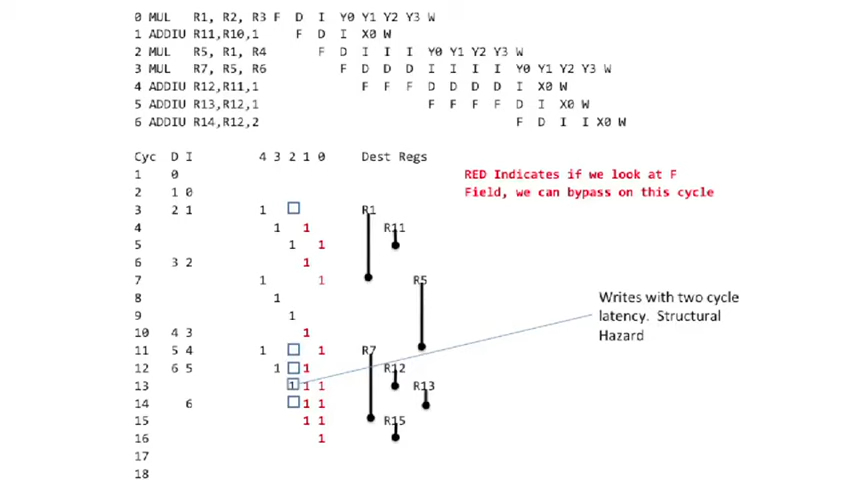 0 MUL R1, R2, R3 F D I Y0 Y1 Y2 Y3 W
1 ADDIU R11,R10,1 F D I X0 W
2 MUL R5, R1, R4 F D I I I Y0 Y1 Y2 Y3 W
3 MUL R7, R5, R6 F D D D I I I I Y0 Y1 Y2 Y3 W
4 ADDIU R12,R11,1 F F F D D D D I X0 W
5 ADDIU R13,R12,1 F F F F D I X0 W
6 ADDIU R14,R12,2 F D I I X0 W
Cyc D I 4 3 2 1 0 Dest Regs
1 0
2 1 0
3 2 1 1 R1
4 1 1 R11
5 1 1
6 3 2 1
7 1 1 R5
8 1
9 1
10 4 3 1
11 5 4 1 1 R7
12 6 5 1 1 R12
13 1 1 1 R13
14 6 1 1
15 1 1 R15
16 1
17
18
RED Indicates if we look at F
Field, we can bypass on this cycle
Writes with two cycle
latency. Structural
Hazard